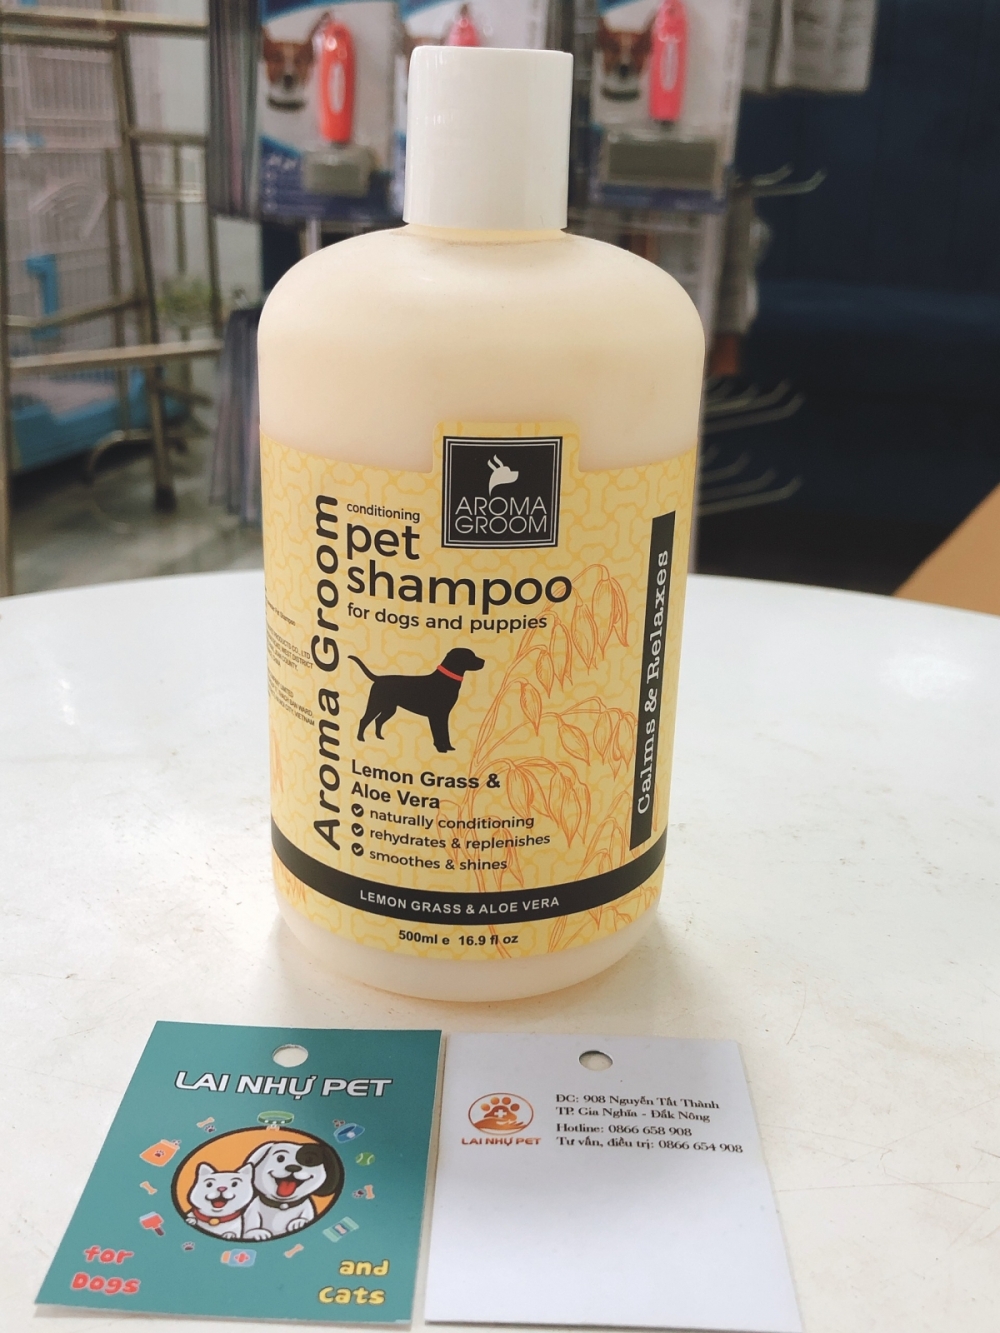 AROMA
GROOM
Aroma Groom
conditioning
pet
shampoo
for dogs and puppies
Calms & Relaxes
Lemon Grass &
Aloe Vera
naturally conditioning
rehydrates & replenishes
smoothes & shines
LEMON GRASS & ALOE VERA
500ml e 16.9 fl oz
LAI NHỰ PET
for
Dogs
and
cats
LAI NHỰ PET
ĐC: 908 Nguyễn Tất Thành
TP. Gia Nghĩa - Đắk Nông
Hotline: 0866 658 908
Tư vấn, điều trị: 0866 654 908